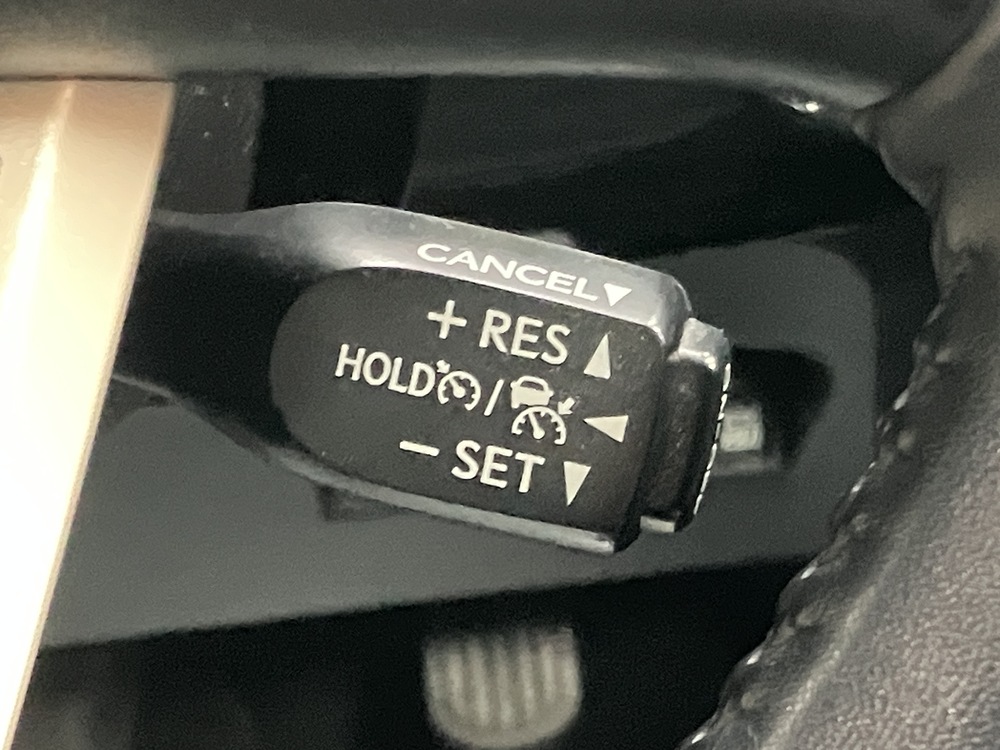 CANCEL▼
+ RES ▲
HOLD / ◀
− SET ▼